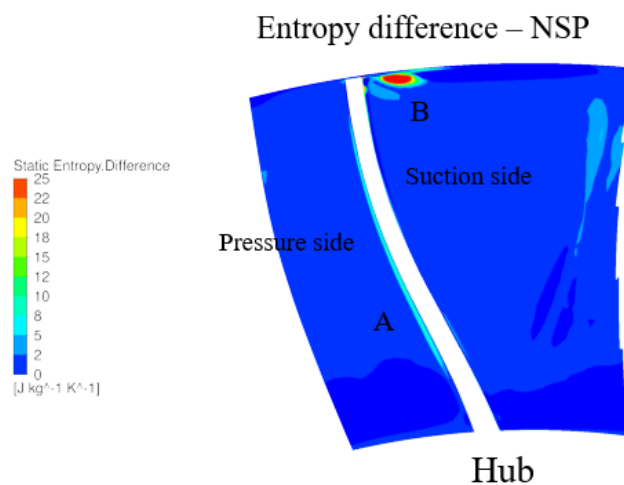 Entropy difference – NSP
B
Static Entropy.Difference
25
22
20
18
15
12
10
8
5
2
0
[J kg^-1 K^-1]
Suction side
Pressure side
A
Hub